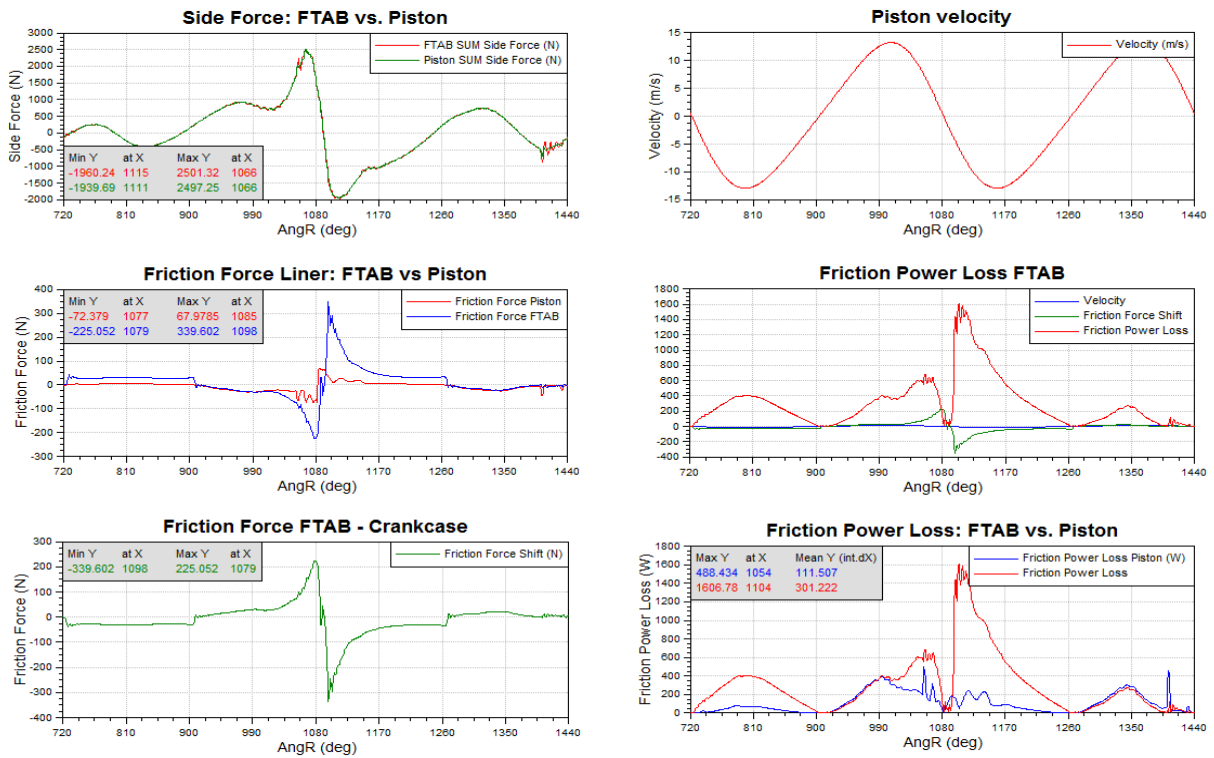 Side Force: FTAB vs. Piston
3000
2500
2000
1500
1000
500
0
-500
-1000
-1500
-2000
Side Force (N)
FTAB SUM Side Force (N)
Piston SUM Side Force (N)
Min Y at X Max Y at X
-1960.24 1115 2501.32 1066
-1939.69 1111 2497.25 1066
720 810 900 990 1080 1170 1260 1350 1440
AngR (deg)
Piston velocity
15
10
5
0
-5
-10
-15
Velocity (m/s)
Velocity (m/s)
720 810 900 990 1080 1170 1260 1350 1440
AngR (deg)
Friction Force Liner: FTAB vs Piston
400
300
200
100
0
-100
-200
-300
Friction Force (N)
Min Y at X Max Y at X
-72.379 1077 67.9785 1085
-225.052 1079 339.602 1098
Friction Force Piston
Friction Force FTAB
720 810 900 990 1080 1170 1260 1350 1440
AngR (deg)
Friction Power Loss FTAB
1800
1600
1400
1200
1000
800
600
400
200
0
-200
-400
Velocity
Friction Force Shift
Friction Power Loss
720 810 900 990 1080 1170 1260 1350 1440
AngR (deg)
Friction Force FTAB - Crankcase
300
200
100
0
-100
-200
-300
-400
Friction Force (N)
Min Y at X Max Y at X
-339.602 1098 225.052 1079
Friction Force Shift (N)
720 810 900 990 1080 1170 1260 1350 1440
AngR (deg)
Friction Power Loss: FTAB vs. Piston
1800
1600
1400
1200
1000
800
600
400
200
0
Friction Power Loss (W)
Max Y at X Mean Y (int.dX)
488.434 1054 111.507
1606.78 1104 301.222
Friction Power Loss Piston (W)
Friction Power Loss
720 810 900 990 1080 1170 1260 1350 1440
AngR (deg)